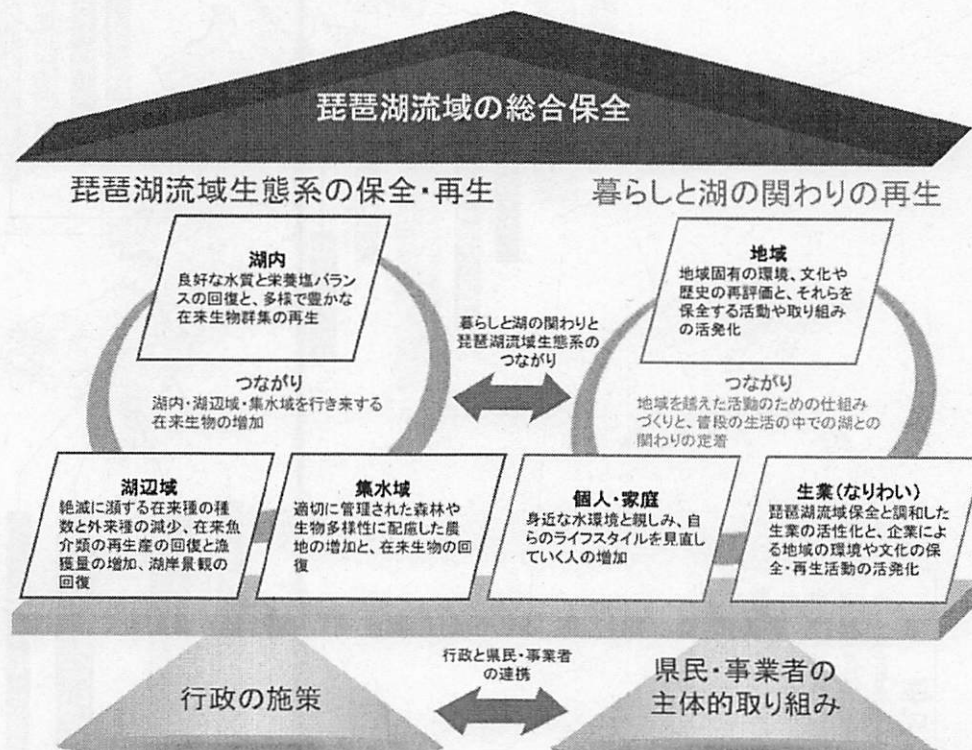 琵琶湖流域の総合保全
琵琶湖流域生態系の保全・再生
暮らしと湖の関わりの再生
湖内
良好な水質と栄養塩バラン
スの回復と、多様で豊かな
在来生物群集の再生
つながり
湖内・湖辺域・集水域を行き来する
在来生物の増加
湖辺域
絶滅に瀕する在来種の種
数と外来種の減少、在来魚
介類の再生産の回復と漁
獲量の増加、湖岸景観の
回復
集水域
適切に管理された森林や
生物多様性に配慮した農
地の増加と、在来生物の回
復
暮らしと湖の関わりと
琵琶湖流域生態系の
つながり
地域
地域固有の環境、文化や
歴史の再評価と、それらを
保全する活動や取り組み
の活発化
つながり
地域を越えた活動のための仕組み
づくりと、普段の生活の中での湖との
関わりの定着
個人・家庭
身近な水環境と親しみ、自
らのライフスタイルを見直し
ていく人の増加
生業(なりわい)
琵琶湖流域保全と調和した
生業の活性化と、企業によ
る地域の環境や文化の保
全・再生活動の活発化
行政の施策
行政と県民・事業者
の連携
県民・事業者の
主体的取り組み